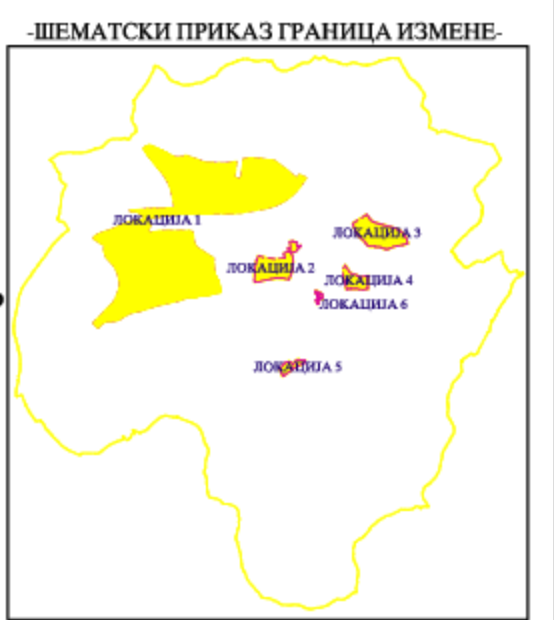 -ШЕМАТСКИ ПРИКАЗ ГРАНИЦА ИЗМЕНЕ-
ЛОКАЦИЈА 1
ЛОКАЦИЈА 3
ЛОКАЦИЈА 2
ЛОКАЦИЈА 4
ЛОКАЦИЈА 6
ЛОКАЦИЈА 5